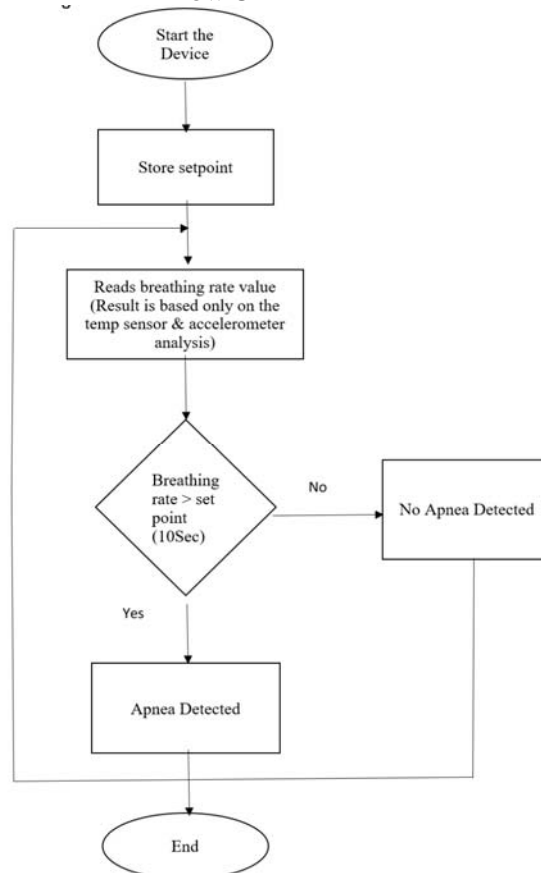 Start the
Device
Store setpoint
Reads breathing rate value
(Result is based only on the
temp sensor & accelerometer
analysis)
Breathing
rate > set
point
(10Sec)
No
No Apnea Detected
Yes
Apnea Detected
End